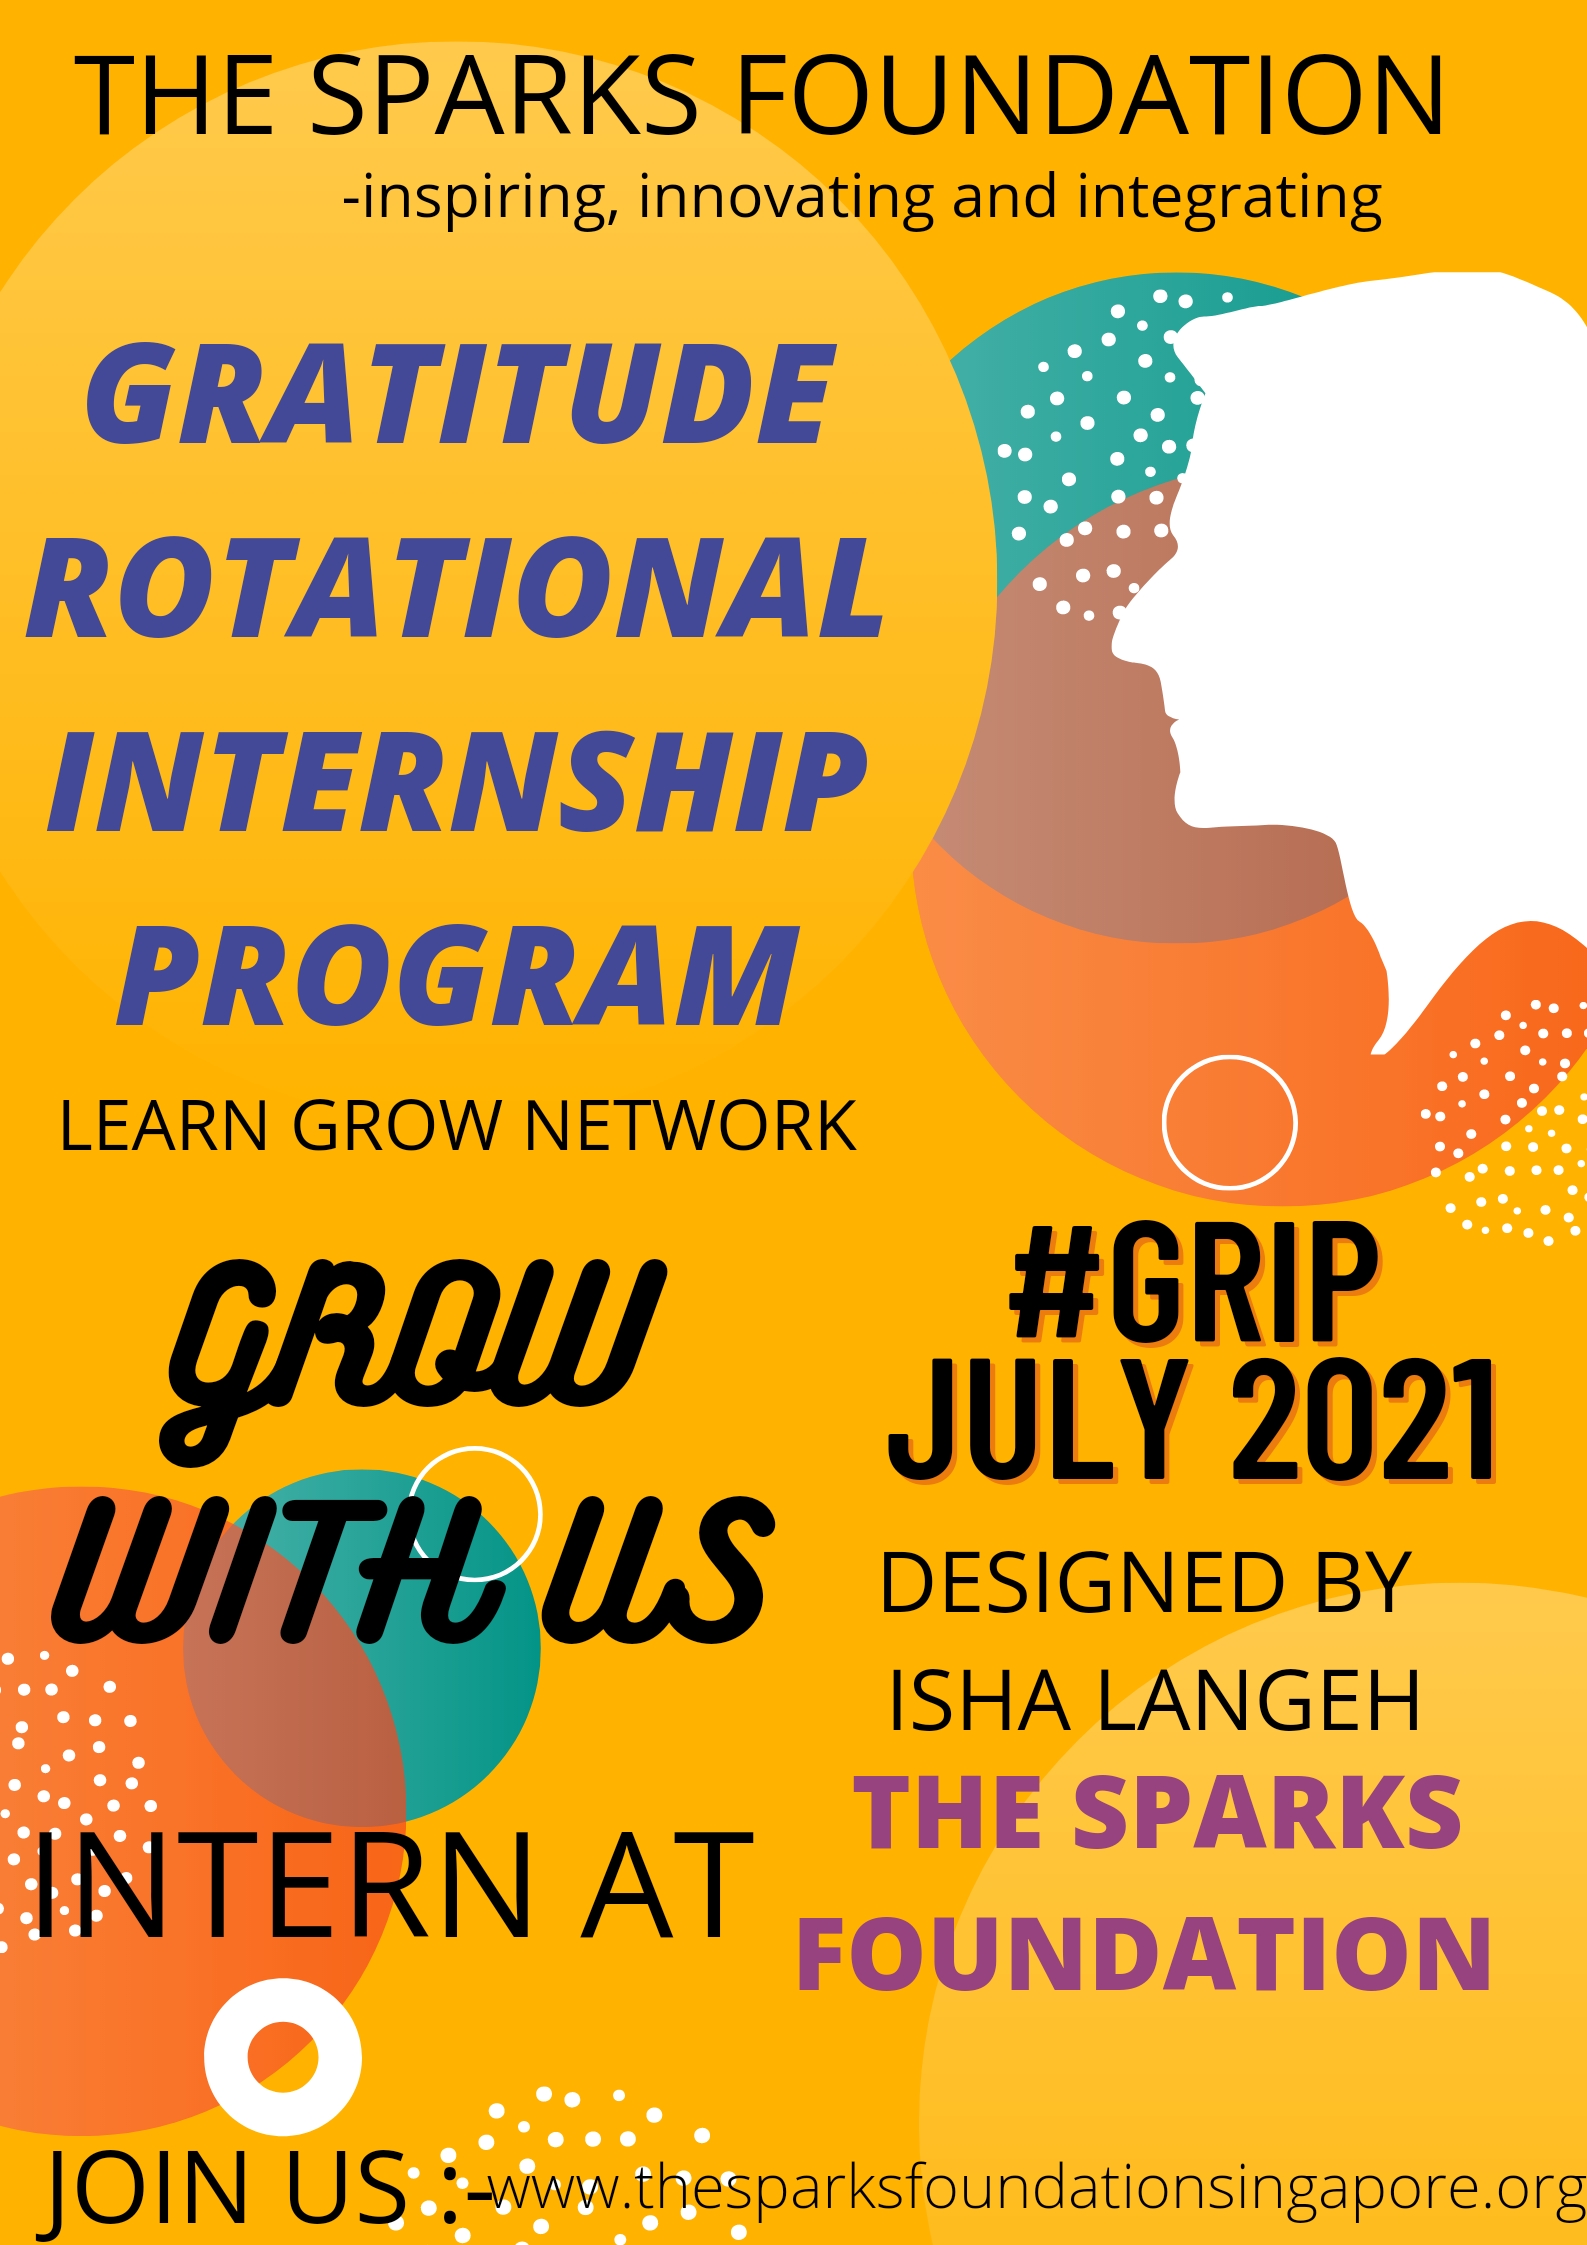 THE SPARKS FOUNDATION
-inspiring, innovating and integrating
GRATITUDE
ROTATIONAL
INTERNSHIP
PROGRAM
LEARN GROW NETWORK
GROW
WITH US
#GRIP
JULY 2021
DESIGNED BY
ISHA LANGEH
THE SPARKS
FOUNDATION
INTERN AT
JOIN US :-www.thesparksfoundationsingapore.org